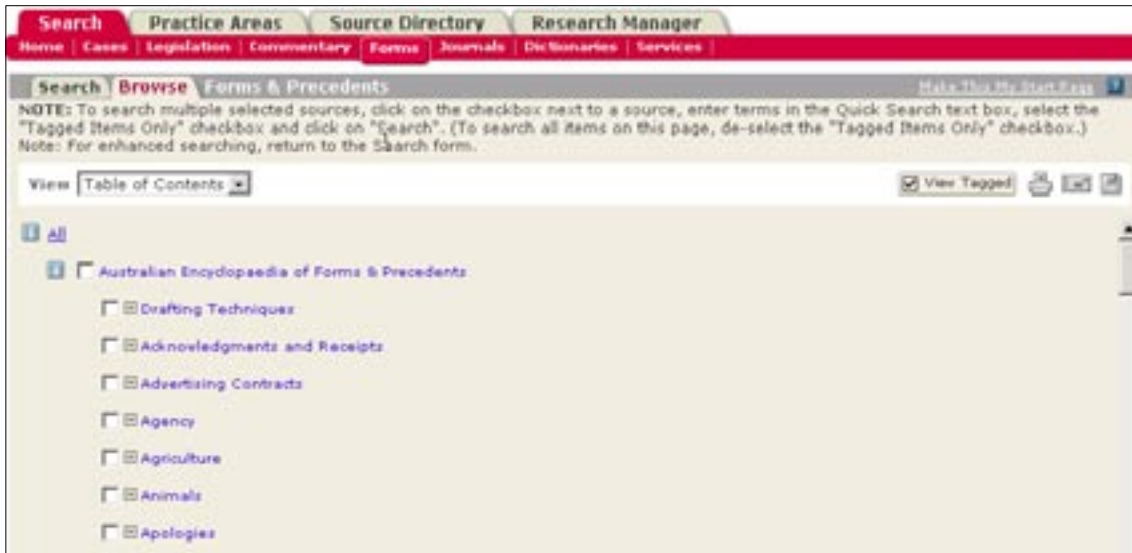 Search Practice Areas Source Directory Research Manager
Home | Cases | Legislation | Commentary | Forms | Journals | Dictionaries | Services |
Search Browse Forms & Precedents Make This My Start Page
NOTE: To search multiple selected sources, click on the checkbox next to a source, enter terms in the Quick Search text box, select the
"Tagged Items Only" checkbox and click on "Search". (To search all items on this page, de-select the "Tagged Items Only" checkbox.)
Note: For enhanced searching, return to the Search form.
View Table of Contents View Tagged
All
Australian Encyclopaedia of Forms & Precedents
Drafting Techniques
Acknowledgments and Receipts
Advertising Contracts
Agency
Agriculture
Animals
Apologies